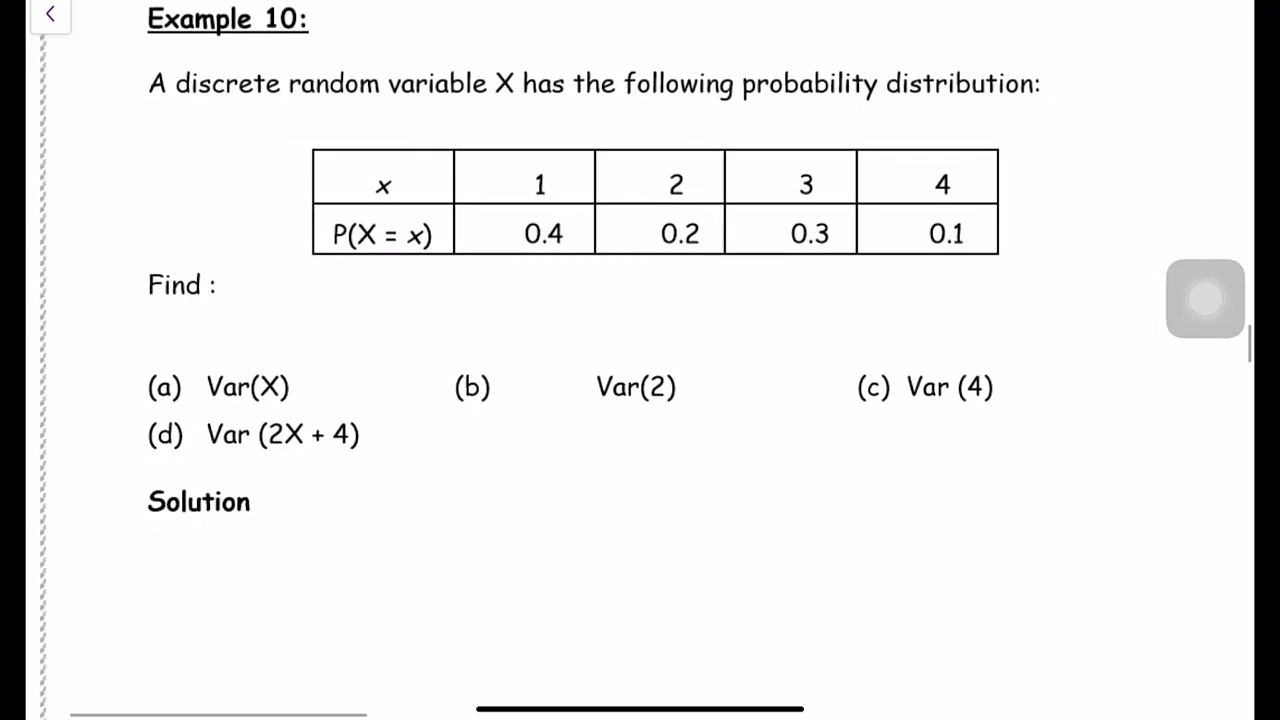 Example 10:
A discrete random variable X has the following probability distribution:
x 1 2 3 4
P(X = x) 0.4 0.2 0.3 0.1
Find :
(a) Var(X) (b) Var(2) (c) Var (4)
(d) Var (2X + 4)
Solution